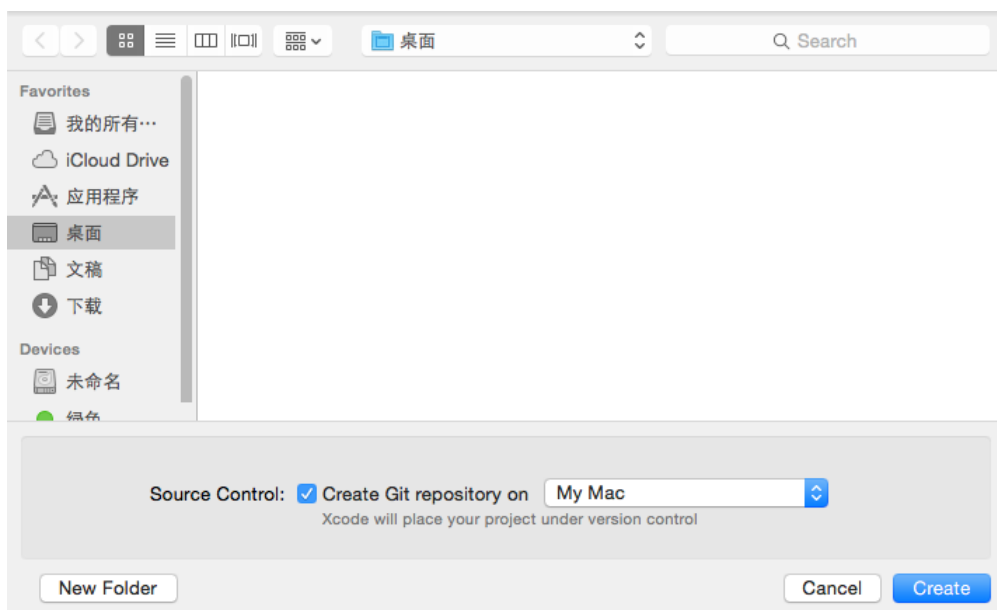 桌面
Search
Favorites
我的所有…
iCloud Drive
应用程序
桌面
文稿
下载
Devices
未命名
绿色
Source Control: Create Git repository on My Mac
Xcode will place your project under version control
New Folder Cancel Create